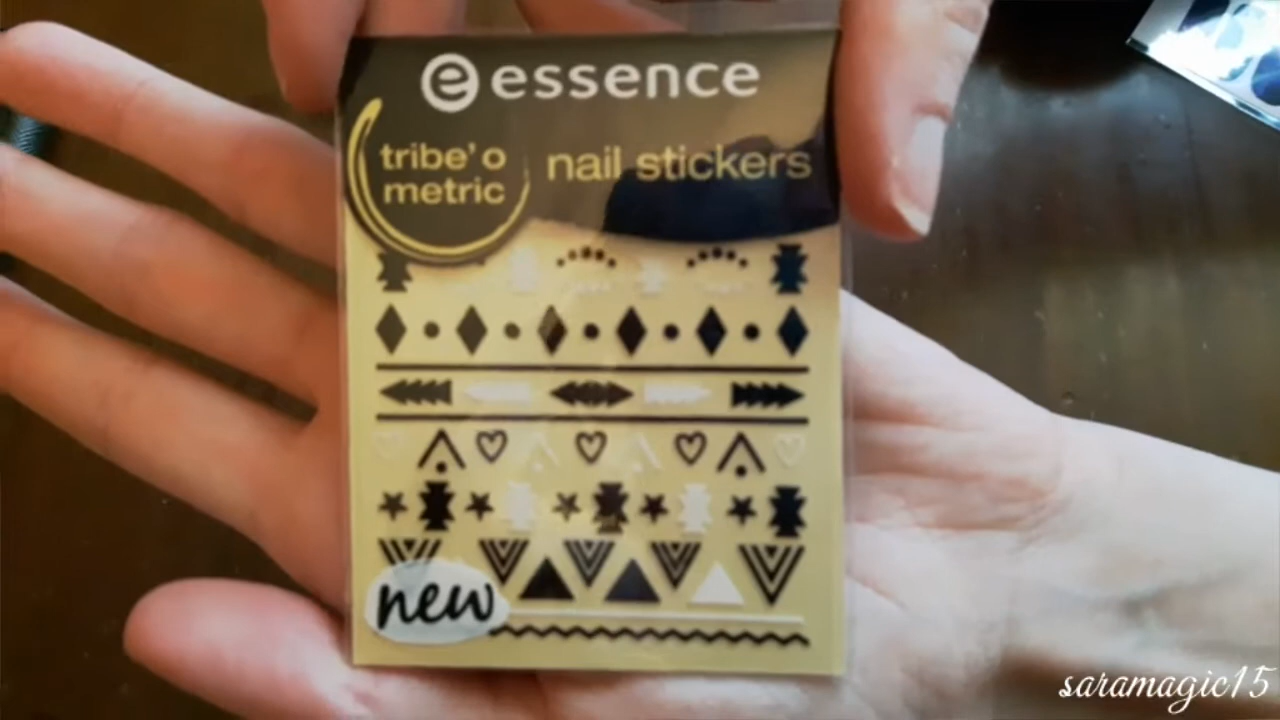 e essence
tribe' o
metric
nail stickers
new
saramagic15